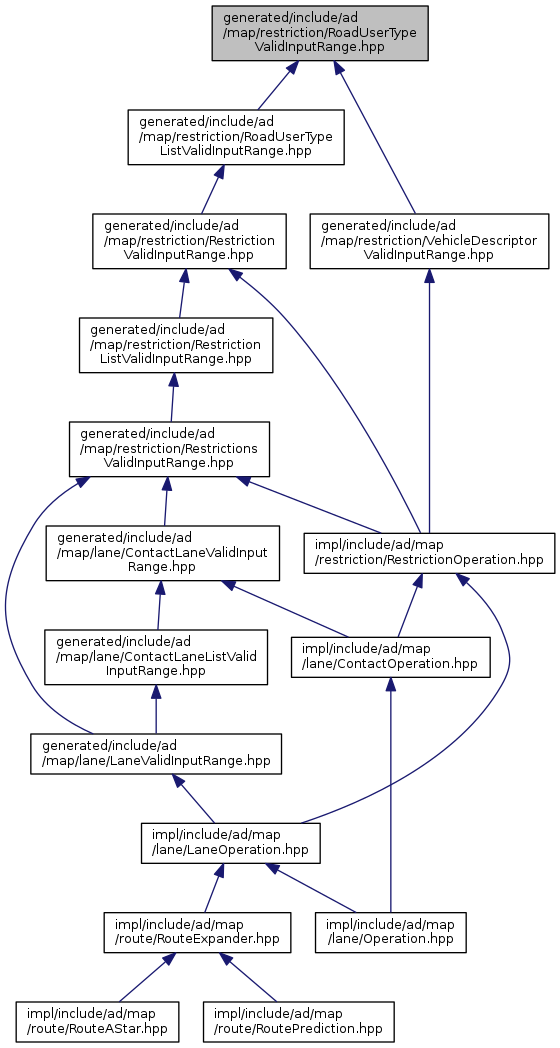 generated/include/ad
/map/restriction/RoadUserType
ValidInputRange.hpp
generated/include/ad
/map/restriction/RoadUserType
ListValidInputRange.hpp
generated/include/ad
/map/restriction/Restriction
ValidInputRange.hpp
generated/include/ad
/map/restriction/VehicleDescriptor
ValidInputRange.hpp
generated/include/ad
/map/restriction/Restriction
ListValidInputRange.hpp
generated/include/ad
/map/restriction/Restrictions
ValidInputRange.hpp
generated/include/ad
/map/lane/ContactLaneValidInput
Range.hpp
impl/include/ad/map
/restriction/RestrictionOperation.hpp
generated/include/ad
/map/lane/ContactLaneListValid
InputRange.hpp
impl/include/ad/map
/lane/ContactOperation.hpp
generated/include/ad
/map/lane/LaneValidInputRange.hpp
impl/include/ad/map
/lane/LaneOperation.hpp
impl/include/ad/map
/route/RouteExpander.hpp
impl/include/ad/map
/lane/Operation.hpp
impl/include/ad/map
/route/RouteAStar.hpp
impl/include/ad/map
/route/RoutePrediction.hpp